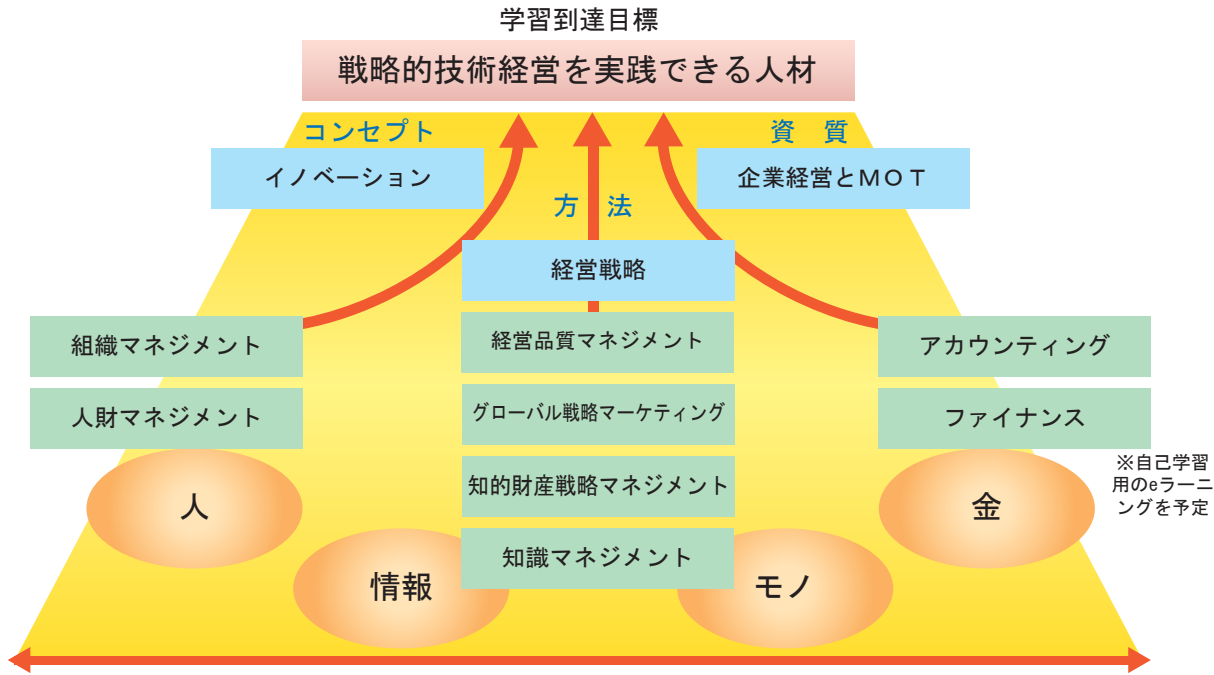 学習到達目標
戦略的技術経営を実践できる人材
コンセプト
資　質
イノベーション
企業経営とＭＯＴ
方　法
経営戦略
組織マネジメント
経営品質マネジメント
アカウンティング
人財マネジメント
グローバル戦略マーケティング
ファイナンス
※自己学習
用のeラーニ
ングを予定
人
知的財産戦略マネジメント
金
情報
知識マネジメント
モノ